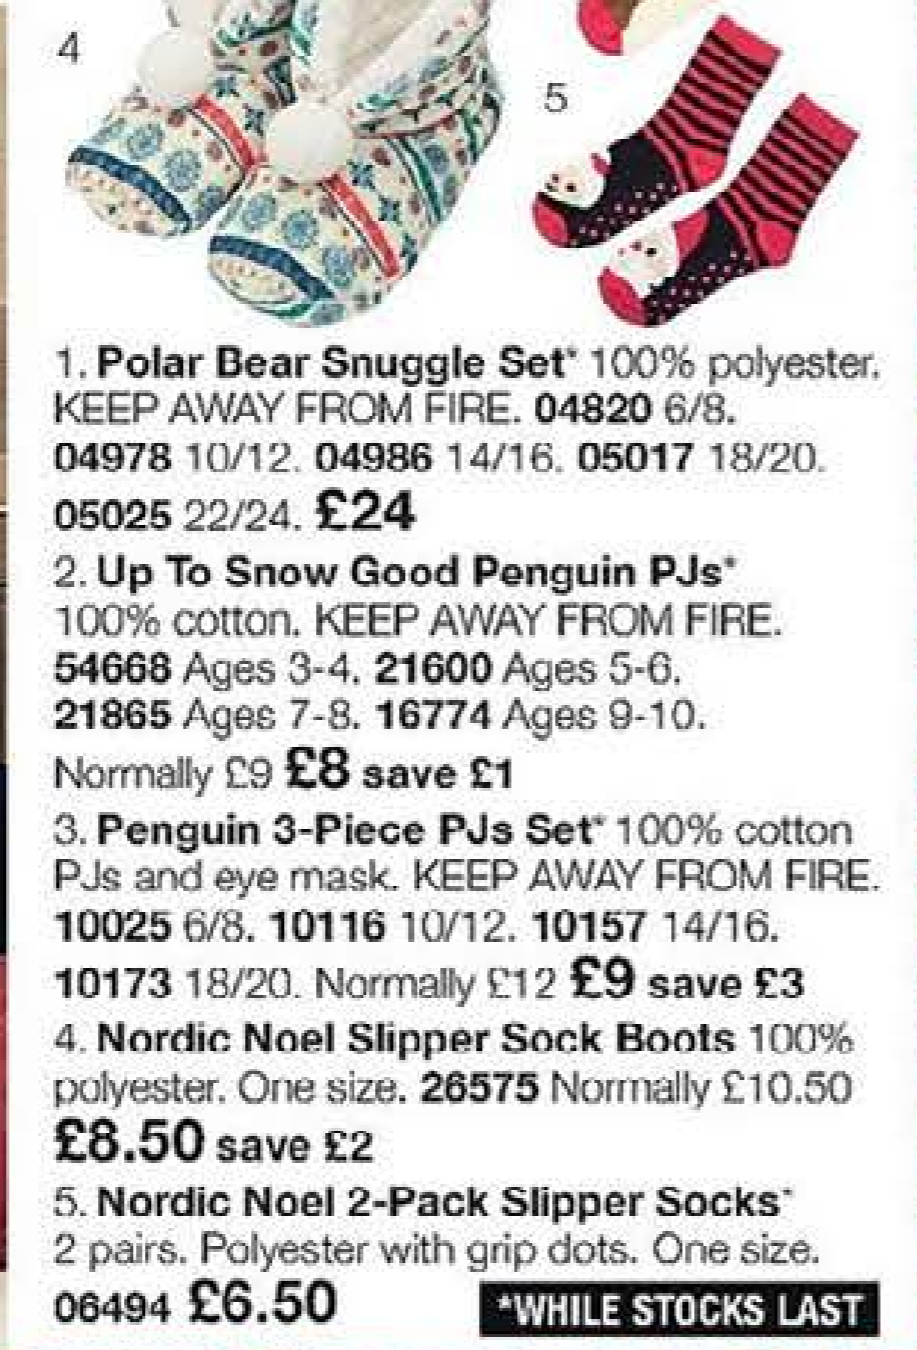 4
5
1. Polar Bear Snuggle Set* 100% polyester.
KEEP AWAY FROM FIRE. 04820 6/8.
04978 10/12. 04986 14/16. 05017 18/20.
05025 22/24. £24
2. Up To Snow Good Penguin PJs*
100% cotton. KEEP AWAY FROM FIRE.
54668 Ages 3-4. 21600 Ages 5-6.
21865 Ages 7-8. 16774 Ages 9-10.
Normally £9 £8 save £1
3. Penguin 3-Piece PJs Set* 100% cotton
PJs and eye mask. KEEP AWAY FROM FIRE.
10025 6/8. 10116 10/12. 10157 14/16.
10173 18/20. Normally £12 £9 save £3
4. Nordic Noel Slipper Sock Boots 100%
polyester. One size. 26575 Normally £10.50
£8.50 save £2
5. Nordic Noel 2-Pack Slipper Socks*
2 pairs. Polyester with grip dots. One size.
06494 £6.50
*WHILE STOCKS LAST